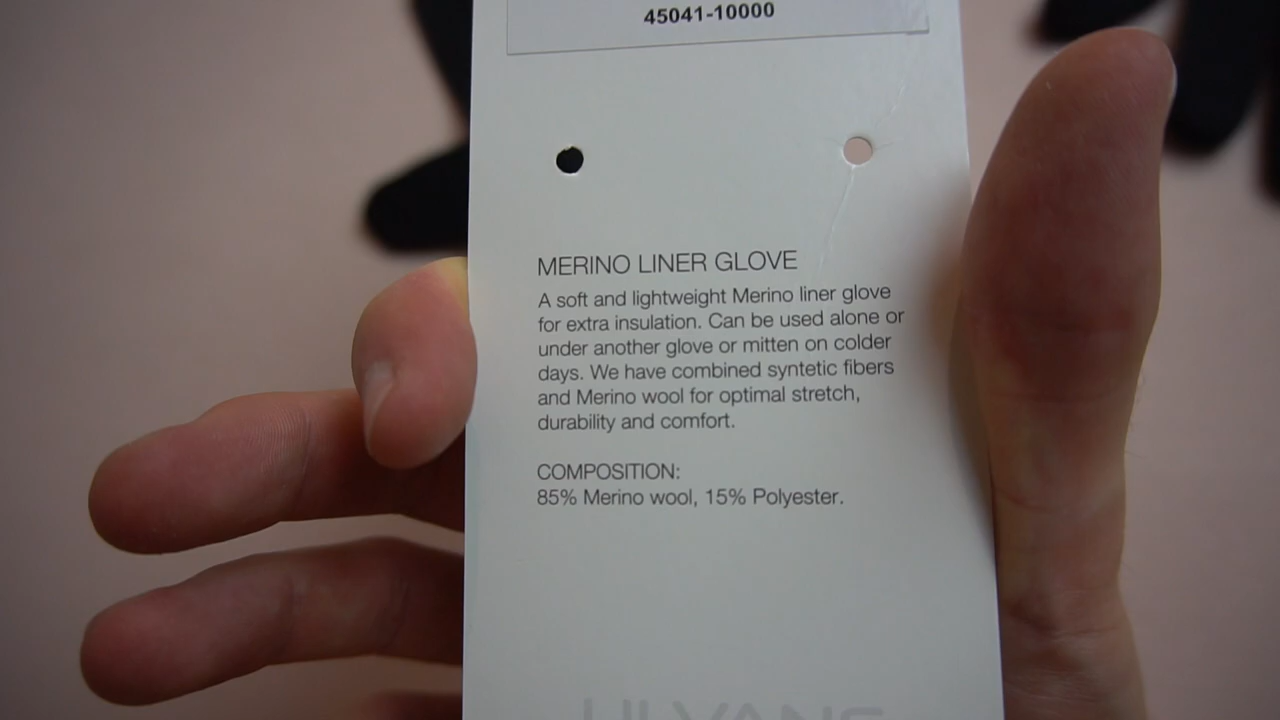 45041-10000
MERINO LINER GLOVE
A soft and lightweight Merino liner glove
for extra insulation. Can be used alone or
under another glove or mitten on colder
days. We have combined syntetic fibers
and Merino wool for optimal stretch,
durability and comfort.
COMPOSITION:
85% Merino wool, 15% Polyester.